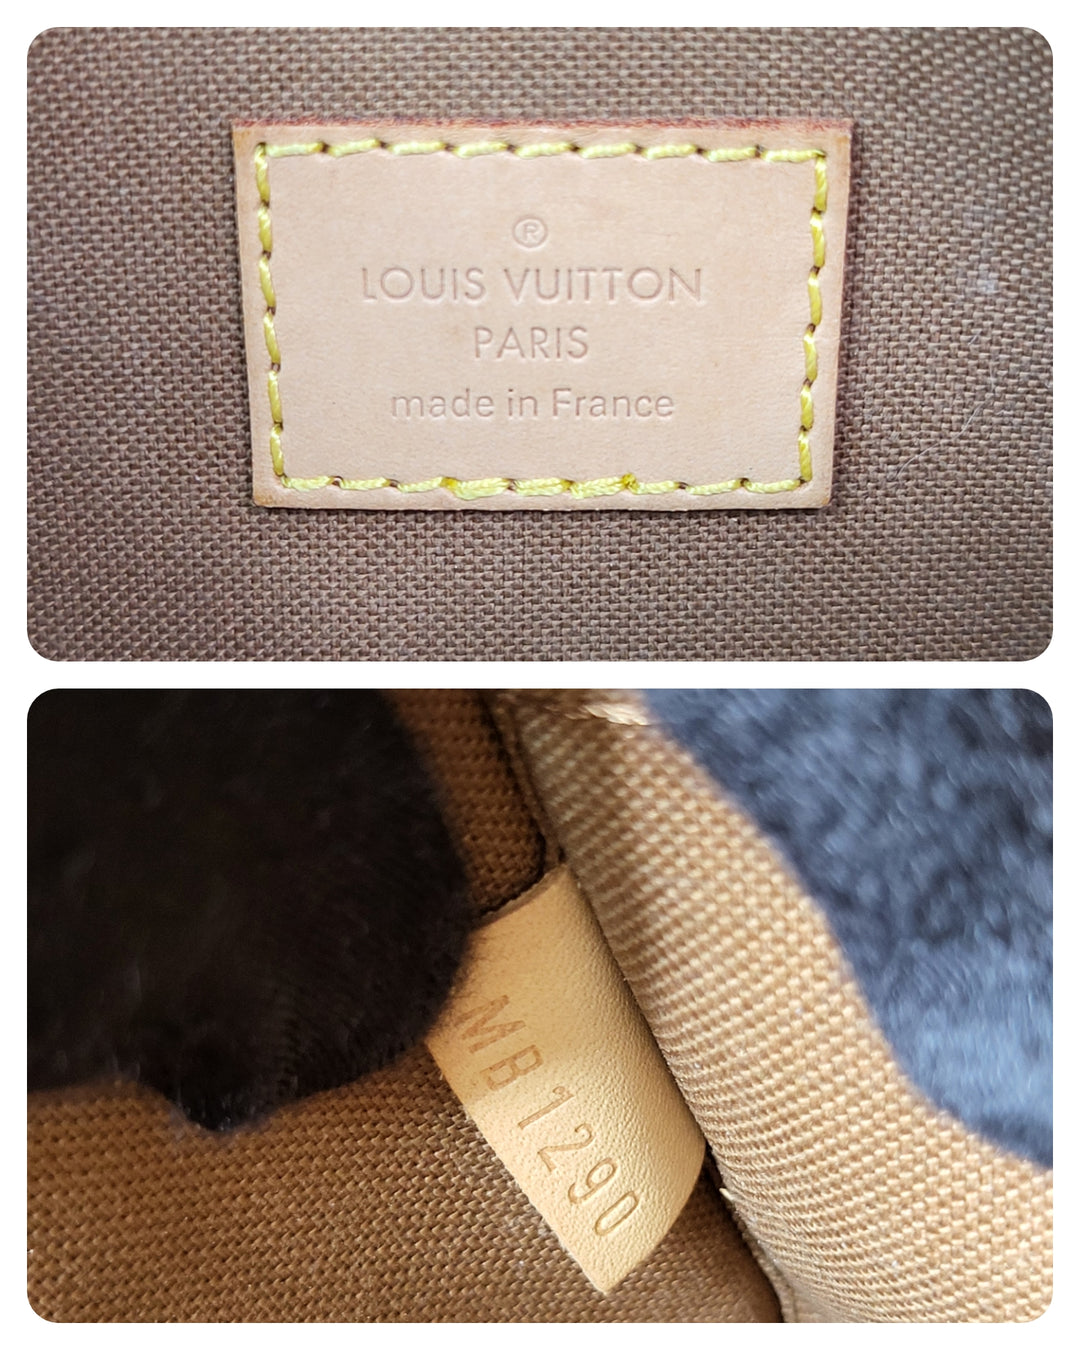 ®
LOUIS VUITTON
PARIS
made in France
MB1290